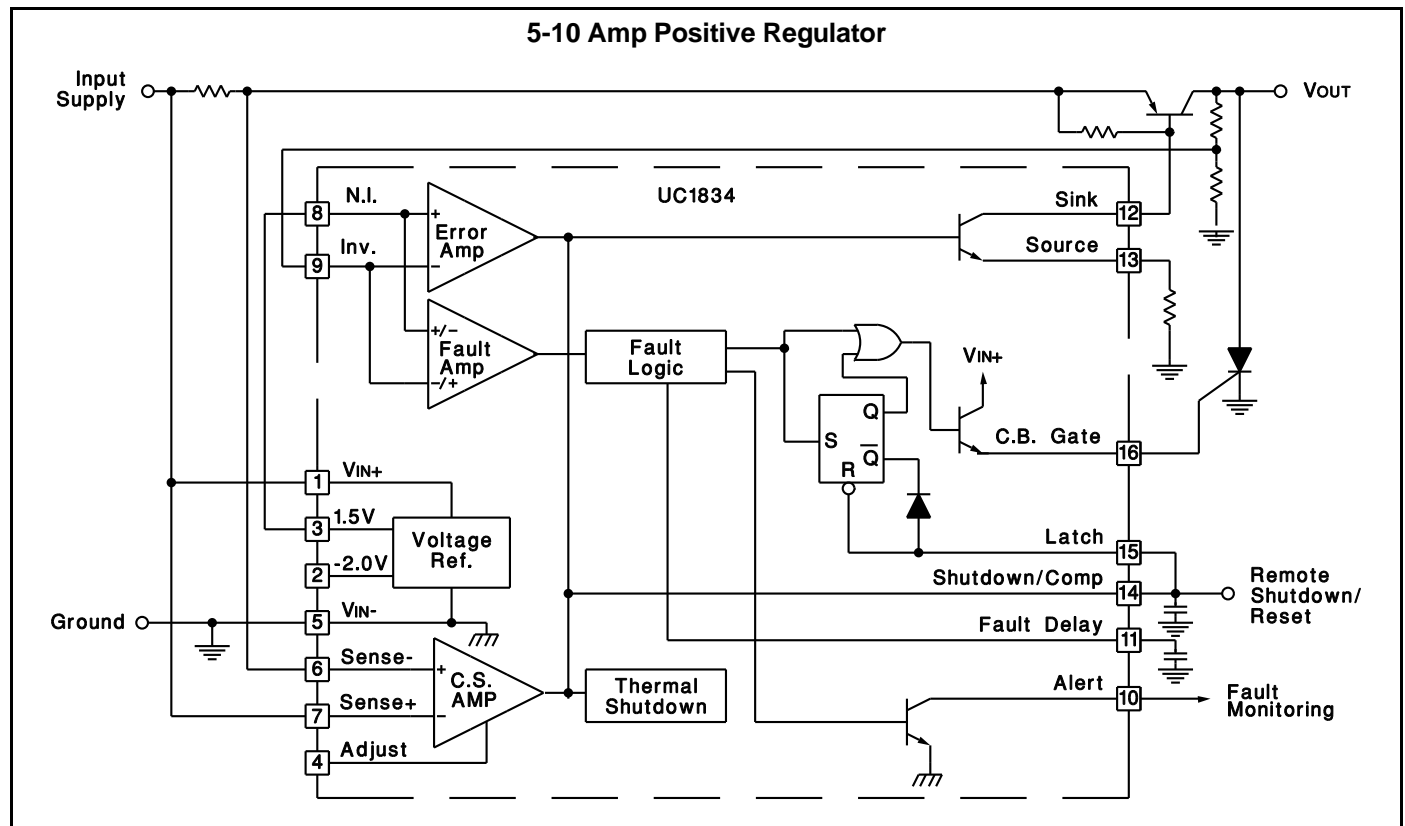 5-10 Amp Positive Regulator
Input
Supply
VOUT
UC1834
8
N.I.
+
Error
Amp
Sink
12
9
Inv.
−
Source
13
+/−
Fault
Amp
−/+
Fault
Logic
VIN+
S
Q
Q
R
C.B. Gate
16
1
VIN+
3
1.5V
2
-2.0V
Voltage
Ref.
Latch
15
Shutdown/Comp
14
Remote
Shutdown/
Reset
Ground
5
VIN-
Fault Delay
11
6
Sense-
+
C.S.
AMP
7
Sense+
−
Thermal
Shutdown
4
Adjust
Alert
10
Fault
Monitoring